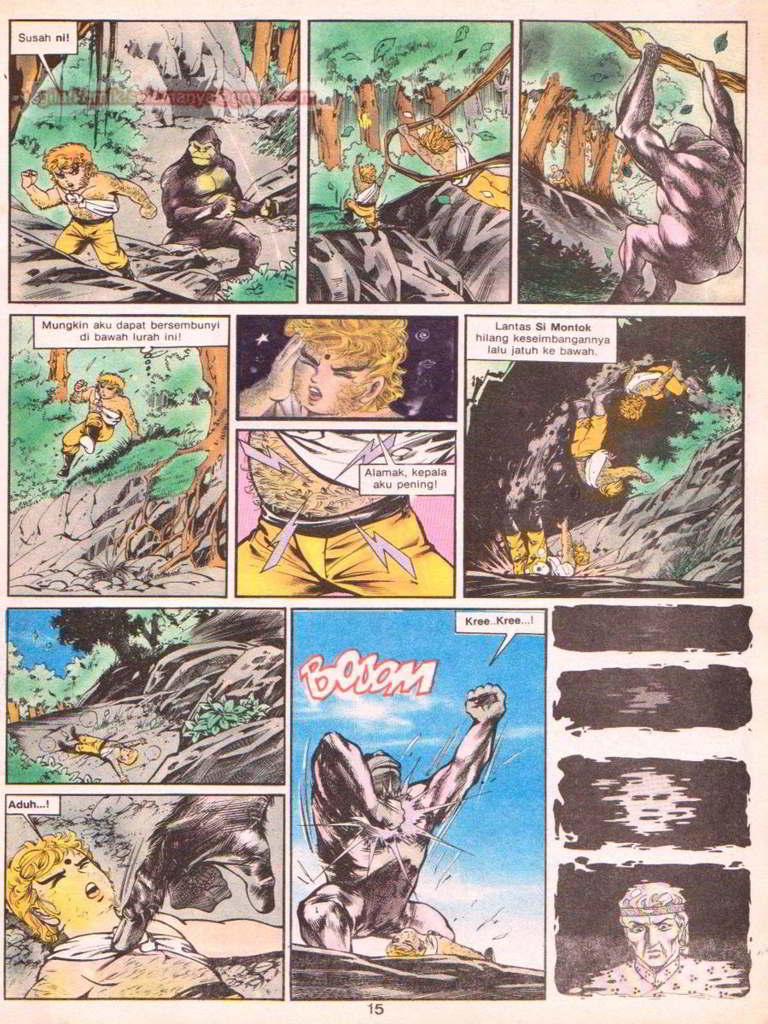 Susah ni!
Mungkin aku dapat bersembunyi
di bawah lurah ini!
Alamak, kepala
aku pening!
Lantas Si Montok
hilang keseimbangannya
lalu jatuh ke bawah.
Aduh...!
BOOOM
Kree..Kree...!
15